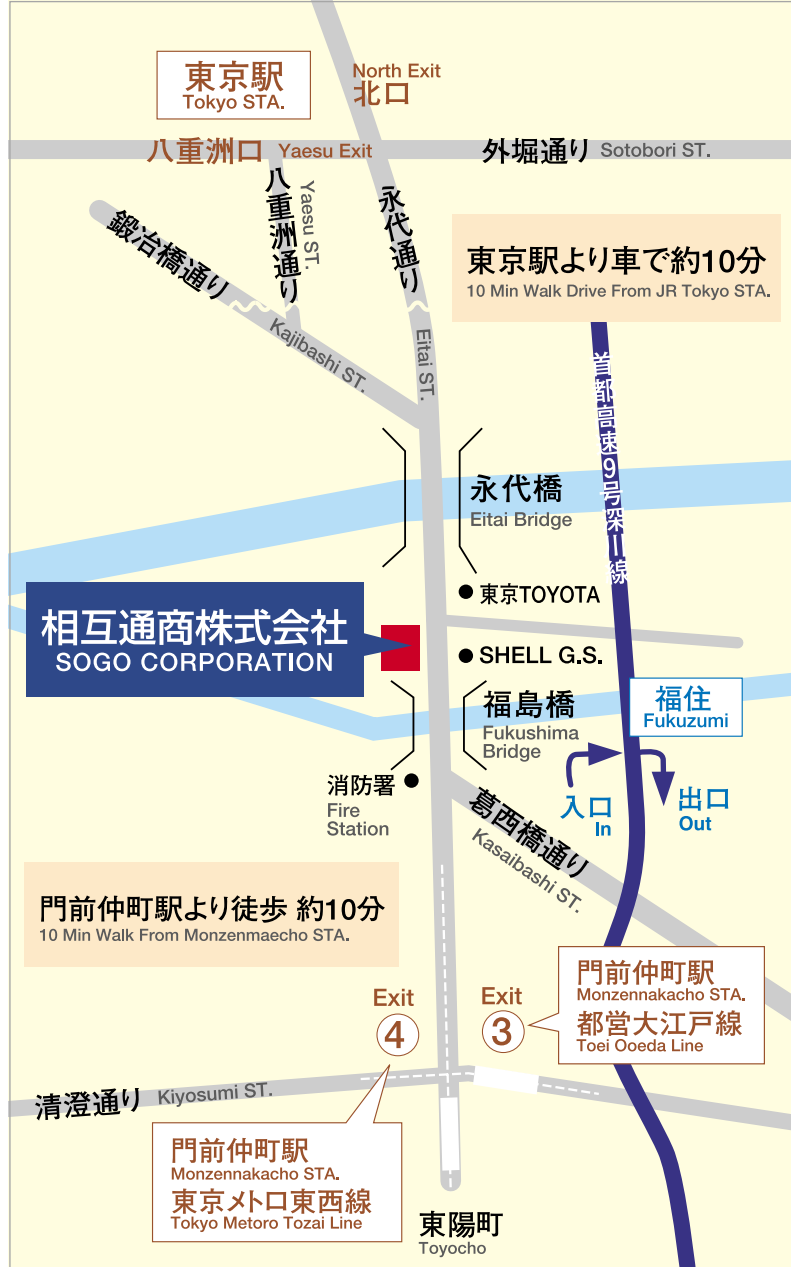 東京駅
Tokyo STA.
North Exit
北口
八重洲口 Yaesu Exit
外堀通り Sotobori ST.
八重洲通り
Yaesu ST.
永代通り
Eitai ST.
鍛冶橋通り
Kajibashi ST.
東京駅より車で約10分
10 Min Walk Drive From JR Tokyo STA.
首都高速9号深川線
永代橋
Eitai Bridge
東京TOYOTA
相互通商株式会社
SOGO CORPORATION
SHELL G.S.
福島橋
Fukushima
Bridge
福住
Fukuzumi
消防署
Fire
Station
入口
In
出口
Out
葛西橋通り
Kasaibashi ST.
門前仲町駅より徒歩 約10分
10 Min Walk From Monzenmaecho STA.
門前仲町駅
Monzennakacho STA.
都営大江戸線
Toei Ooeda Line
Exit
4
Exit
3
清澄通り Kiyosumi ST.
門前仲町駅
Monzennakacho STA.
東京メトロ東西線
Tokyo Metoro Tozai Line
東陽町
Toyocho